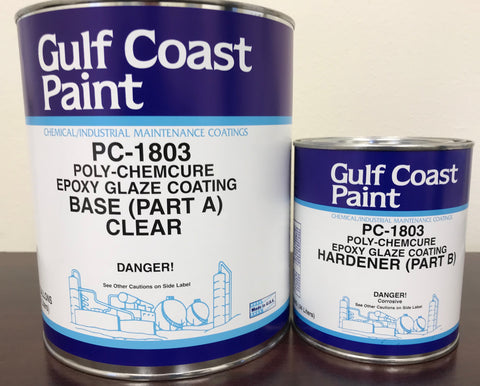 Gulf Coast
Paint
CHEMICAL/INDUSTRIAL MAINTENANCE COATINGS
PC-1803
POLY-CHEMCURE
EPOXY GLAZE COATING
BASE (PART A)
CLEAR
DANGER!
See Other Cautions on Side Label
Gulf Coast
Paint
CHEMICAL/INDUSTRIAL MAINTENANCE COATINGS
PC-1803
POLY-CHEMCURE
EPOXY GLAZE COATING
HARDENER (PART B)
DANGER!
Corrosive
See Other Cautions on Side Label